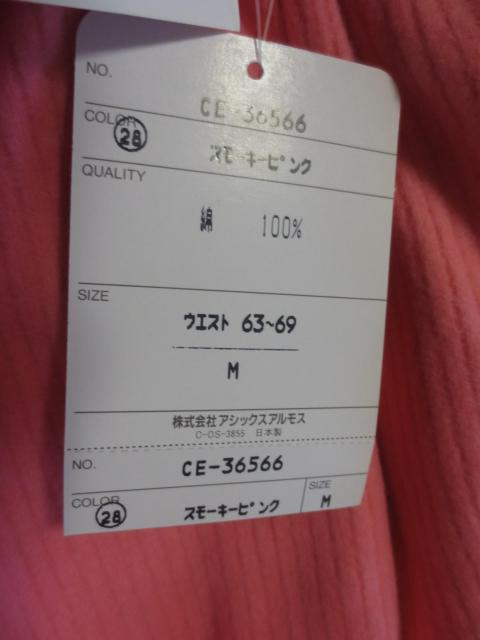 NO.
CE-36566
COLOR
28
スモーキーピンク
QUALITY
綿 100%
SIZE
ウエスト 63~69
M
株式会社アシックスアルモス
C-OS-3855 日本製
NO.
CE-36566
COLOR
28
スモーキーピンク
SIZE
M